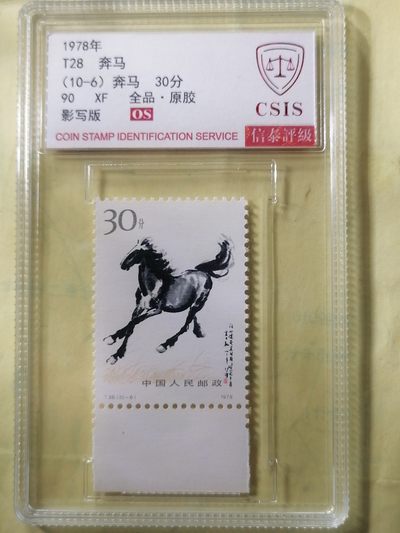 1978年
T28 奔马
(10-6) 奔马 30分
90 XF 全品·原胶
影写版 OS
CSIS
COIN STAMP IDENTIFICATION SERVICE 信泰評級
30分
中国人民邮政
T.28.(10-6) 1978